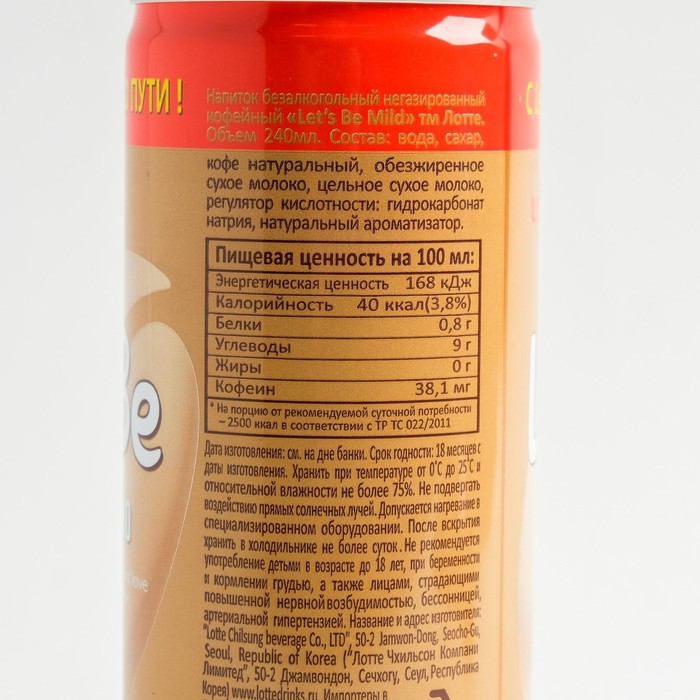 ПУТИ !
Напиток безалкогольный негазированный
кофейный «Let's Be Mild» тм Лотте.
Объем 240мл. Состав: вода, сахар,
кофе натуральный, обезжиренное
сухое молоко, цельное сухое молоко,
регулятор кислотности: гидрокарбонат
натрия, натуральный ароматизатор.
Пищевая ценность на 100 мл:
Энергетическая ценность 168 кДж
Калорийность 40 ккал(3,8%)
Белки 0,8 г
Углеводы 9 г
Жиры 0 г
Кофеин 38,1 мг
* На порцию от рекомендуемой суточной потребности
– 2500 ккал в соответствии с ТР ТС 022/2011
Дата изготовления: см. на дне банки. Срок годности: 18 месяцев с
даты изготовления. Хранить при температуре от 0°С до 25°С и
относительной влажности не более 75%. Не подвергать
воздействию прямых солнечных лучей. Допускается нагревание в
специализированном оборудовании. После вскрытия
хранить в холодильнике не более суток. Не рекомендуется
употребление детьми в возрасте до 18 лет, при беременности
и кормлении грудью, а также лицами, страдающими
повышенной нервной возбудимостью, бессонницей,
артериальной гипертензией. Название и адрес изготовителя:
"Lotte Chilsung beverage Co., LTD", 50-2 Jamwon-Dong, Seocho-Gu,
Seoul, Republic of Korea ("Лотте Чхильсон Компани
Лимитед", 50-2 Джамвондон, Сечхогу, Сеул, Республика
Корея) www.lottedrinks.ru. Импортеры в
Be